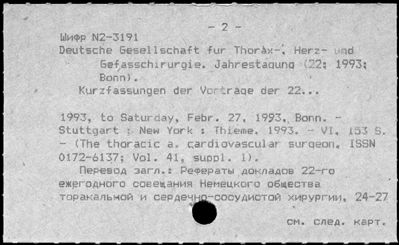 - 2 -
Шифр N2-3191
Deutsche Gesellschaft fur Thorax-, Herz- und
Gefasschirurgie. Jahrestagung (22; 1993;
Bonn).
Kurzfassungen der Vortrage der 22...
1993, to Saturday, Febr. 27, 1993, Bonn. -
Stuttgart ; New York : Thieme, 1993. - VI, 153 S.
- (The thoracic a. cardiovascular surgeon, ISSN
0172-6137; Vol. 41, suppl. 1).
Перевод загл.: Рефераты докладов 22-го
ежегодного совещания Немецкого общества
торакальной и сердечно-сосудистой хирургии, 24-27
см. след. карт.